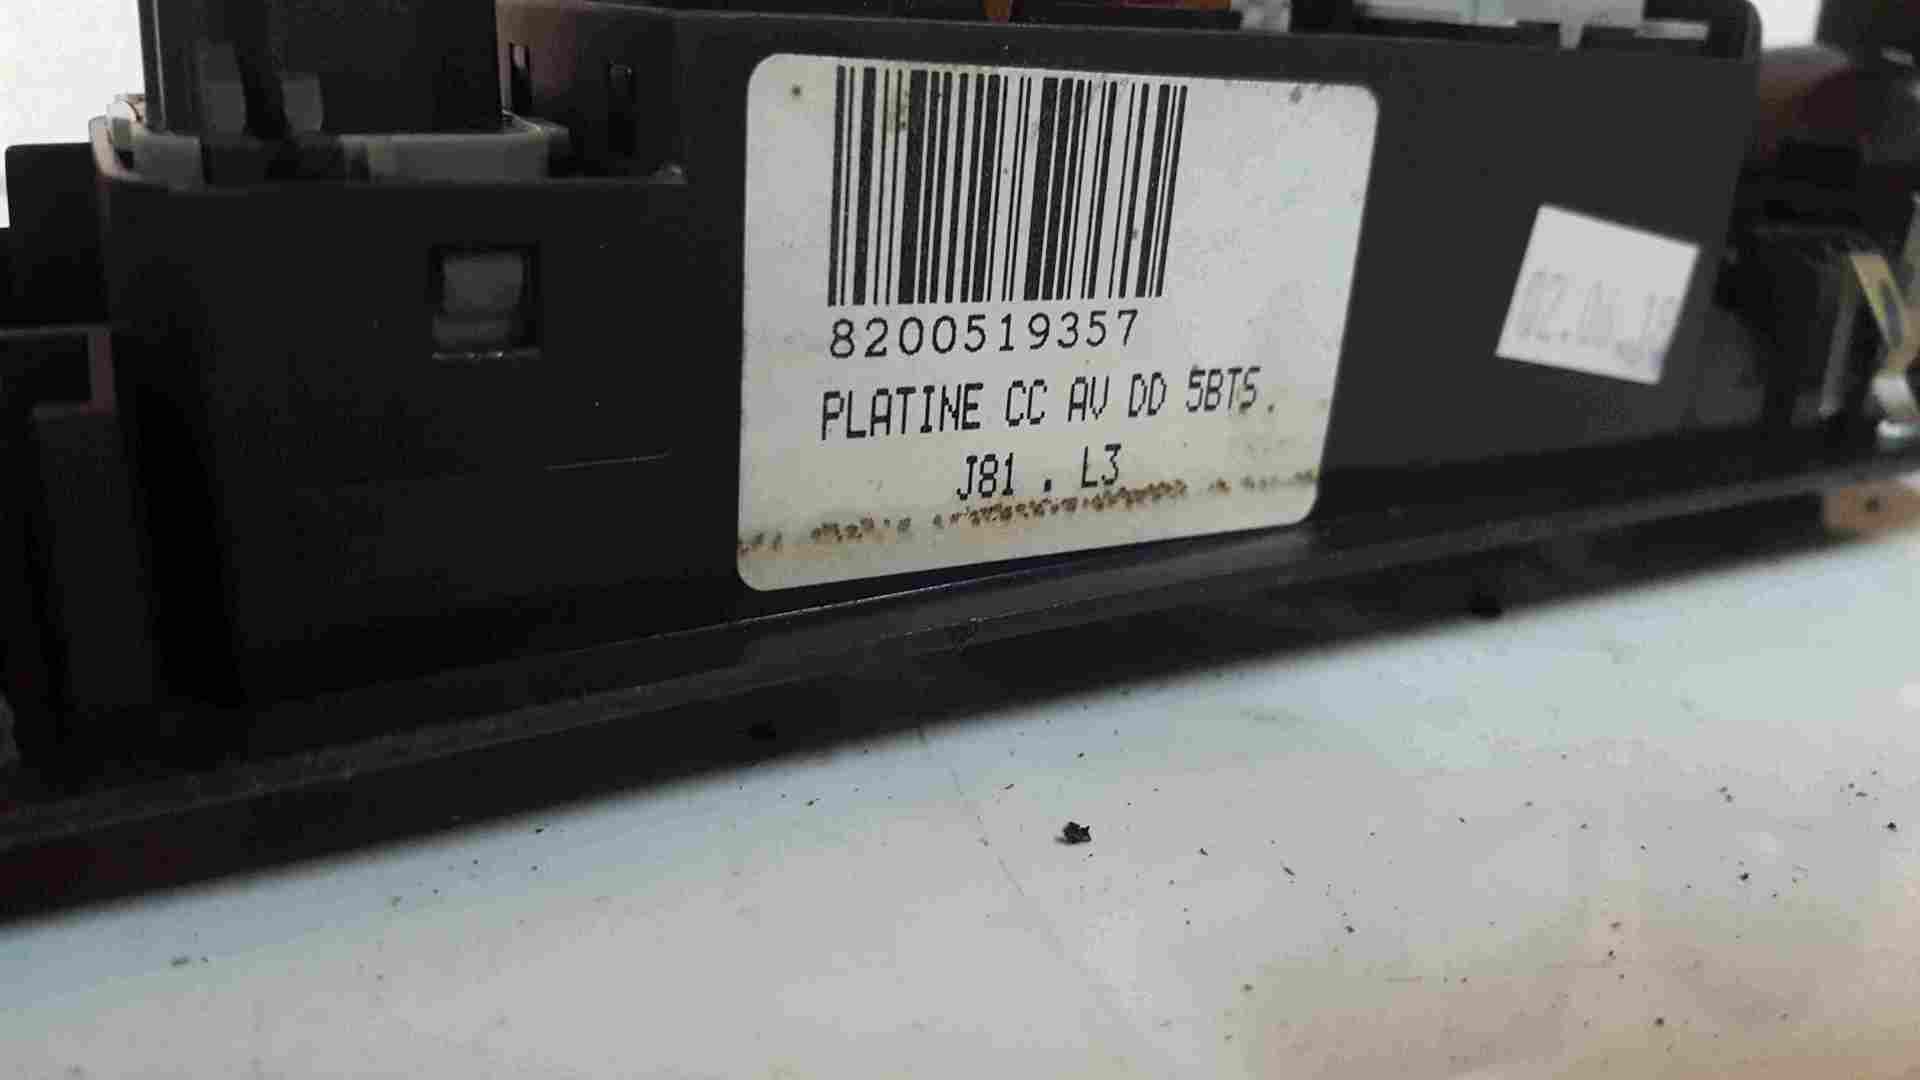 8200519357
PLATINE CC AV DD 5BTS.
J81 . L3